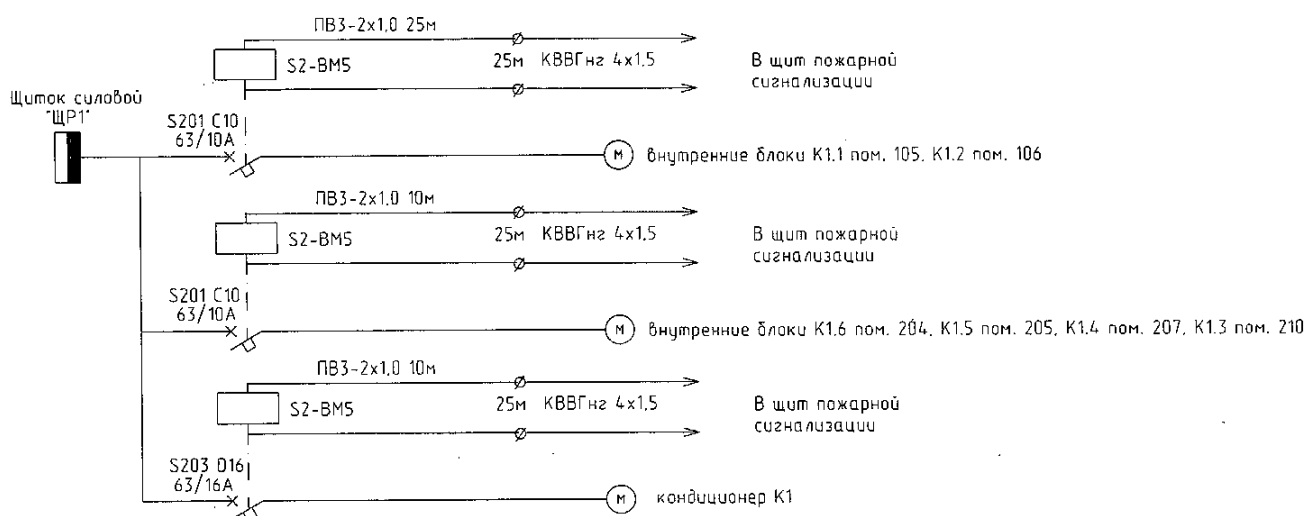 ПВ3-2х1,0 25м
S2-ВМ5
25м КВВГнг 4х1,5
В щит пожарной
сигнализации
Щиток силовой
"ЩР1"
S201 C10
63/10А
М
внутренние блоки К1.1 пом. 105, К1.2 пом. 106
ПВ3-2х1,0 10м
S2-ВМ5
25м КВВГнг 4х1,5
В щит пожарной
сигнализации
S201 C10
63/10А
М
внутренние блоки К1.6 пом. 204, К1.5 пом. 205, К1.4 пом. 207, К1.3 пом. 210
ПВ3-2х1,0 10м
S2-ВМ5
25м КВВГнг 4х1,5
В щит пожарной
сигнализации
S203 D16
63/16А
М
кондиционер К1